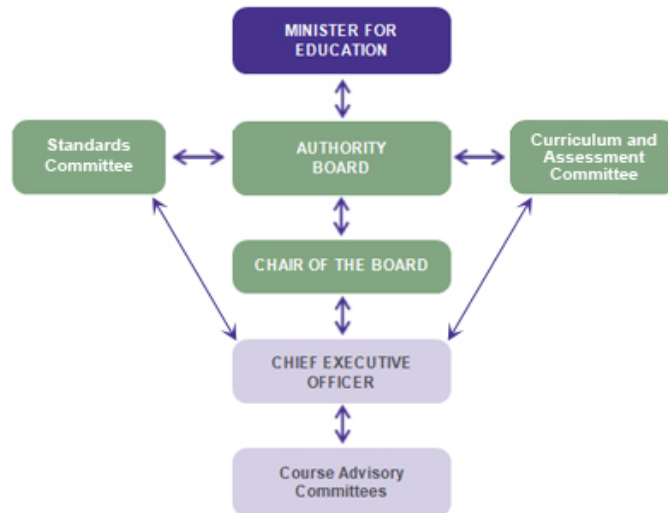 MINISTER FOR
EDUCATION
Standards
Committee
AUTHORITY
BOARD
Curriculum and
Assessment
Committee
CHAIR OF THE BOARD
CHIEF EXECUTIVE
OFFICER
Course Advisory
Committees